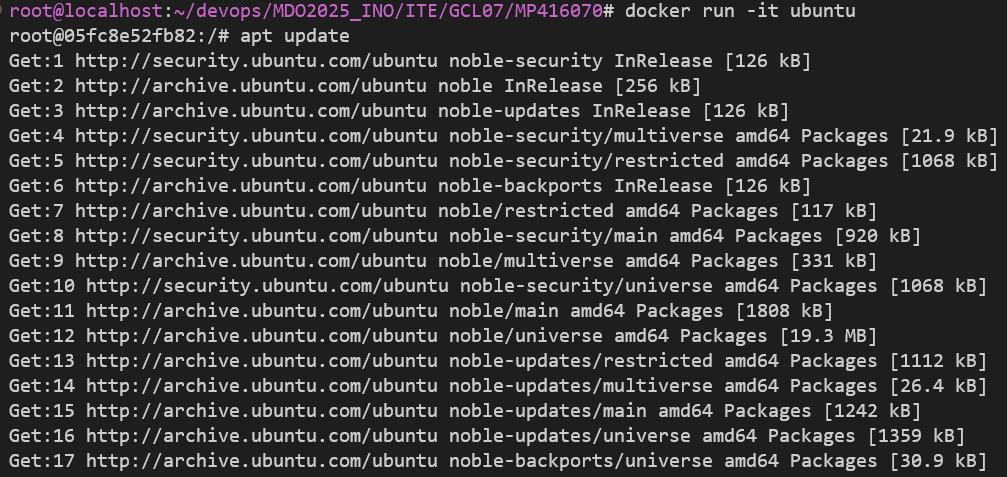 root@localhost:~/devops/MDO2025_INO/ITE/GCL07/MP416070# docker run -it ubuntu
root@05fc8e52fb82:/# apt update
Get:1 http://security.ubuntu.com/ubuntu noble-security InRelease [126 kB]
Get:2 http://archive.ubuntu.com/ubuntu noble InRelease [256 kB]
Get:3 http://archive.ubuntu.com/ubuntu noble-updates InRelease [126 kB]
Get:4 http://security.ubuntu.com/ubuntu noble-security/multiverse amd64 Packages [21.9 kB]
Get:5 http://security.ubuntu.com/ubuntu noble-security/restricted amd64 Packages [1068 kB]
Get:6 http://archive.ubuntu.com/ubuntu noble-backports InRelease [126 kB]
Get:7 http://archive.ubuntu.com/ubuntu noble/restricted amd64 Packages [117 kB]
Get:8 http://security.ubuntu.com/ubuntu noble-security/main amd64 Packages [920 kB]
Get:9 http://archive.ubuntu.com/ubuntu noble/multiverse amd64 Packages [331 kB]
Get:10 http://security.ubuntu.com/ubuntu noble-security/universe amd64 Packages [1068 kB]
Get:11 http://archive.ubuntu.com/ubuntu noble/main amd64 Packages [1808 kB]
Get:12 http://archive.ubuntu.com/ubuntu noble/universe amd64 Packages [19.3 MB]
Get:13 http://archive.ubuntu.com/ubuntu noble-updates/restricted amd64 Packages [1112 kB]
Get:14 http://archive.ubuntu.com/ubuntu noble-updates/multiverse amd64 Packages [26.4 kB]
Get:15 http://archive.ubuntu.com/ubuntu noble-updates/main amd64 Packages [1242 kB]
Get:16 http://archive.ubuntu.com/ubuntu noble-updates/universe amd64 Packages [1359 kB]
Get:17 http://archive.ubuntu.com/ubuntu noble-backports/universe amd64 Packages [30.9 kB]